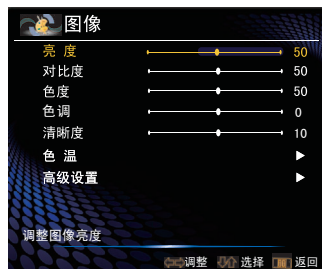 图像
亮 度 50
对比度 50
色度 50
色调 0
清晰度 10
色 温
高级设置
调整图像亮度
调整 选择 返回